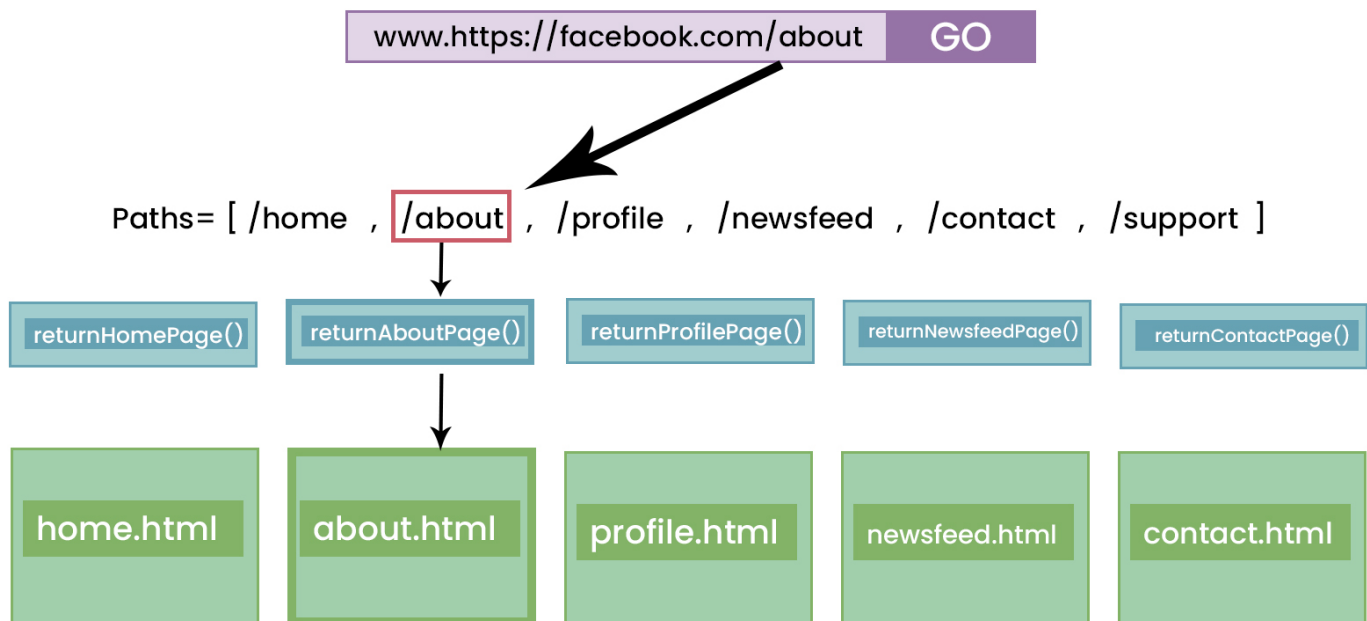 www.https://facebook.com/about GO
Paths= [ /home , /about , /profile , /newsfeed , /contact , /support ]
returnHomePage() returnAboutPage() returnProfilePage() returnNewsfeedPage() returnContactPage()
home.html about.html profile.html newsfeed.html contact.html